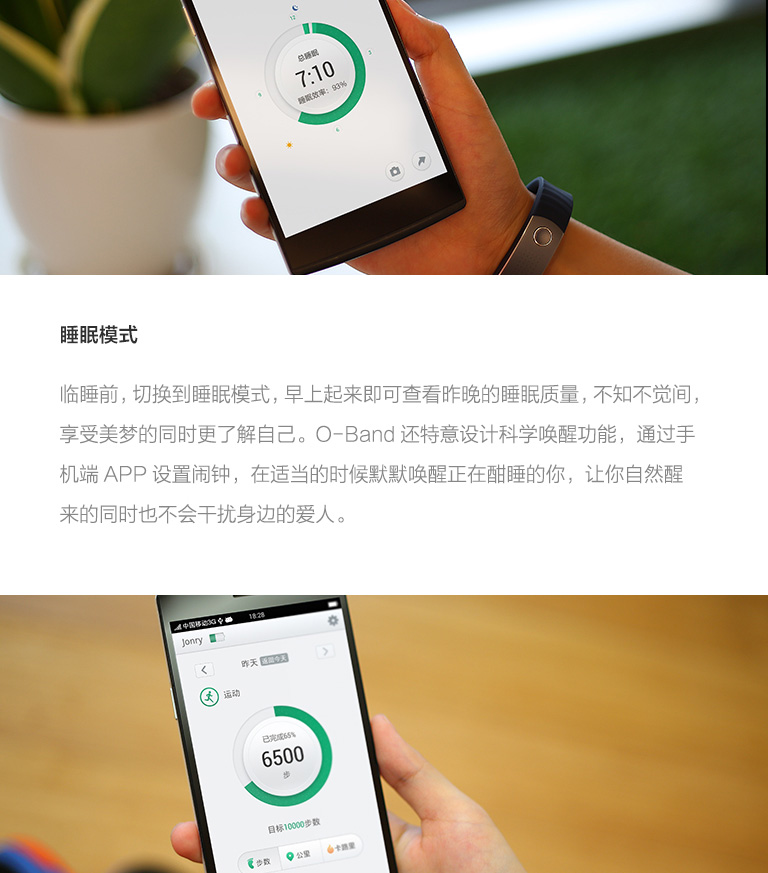 12
3
总睡眠
7:10
睡眠效率：93%
9
6
睡眠模式
临睡前，切换到睡眠模式，早上起来即可查看昨晚的睡眠质量，不知不觉间，
享受美梦的同时更了解自己。O-Band 还特意设计科学唤醒功能，通过手
机端 APP 设置闹钟，在适当的时候默默唤醒正在酣睡的你，让你自然醒
来的同时也不会干扰身边的爱人。
中国移动3G 18:28
Jonry
昨天 返回今天
运动
已完成65%
6500
步
目标10000步数
步数 公里 卡路里